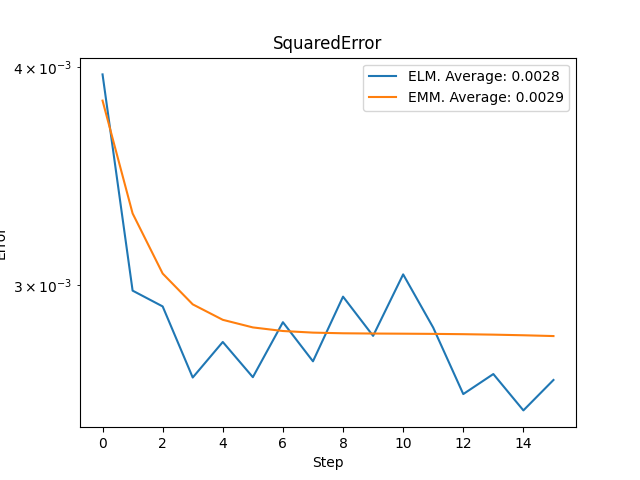 SquaredError
4 × 10⁻³
3 × 10⁻³
Error
ELM. Average: 0.0028
EMM. Average: 0.0029
0 2 4 6 8 10 12 14
Step